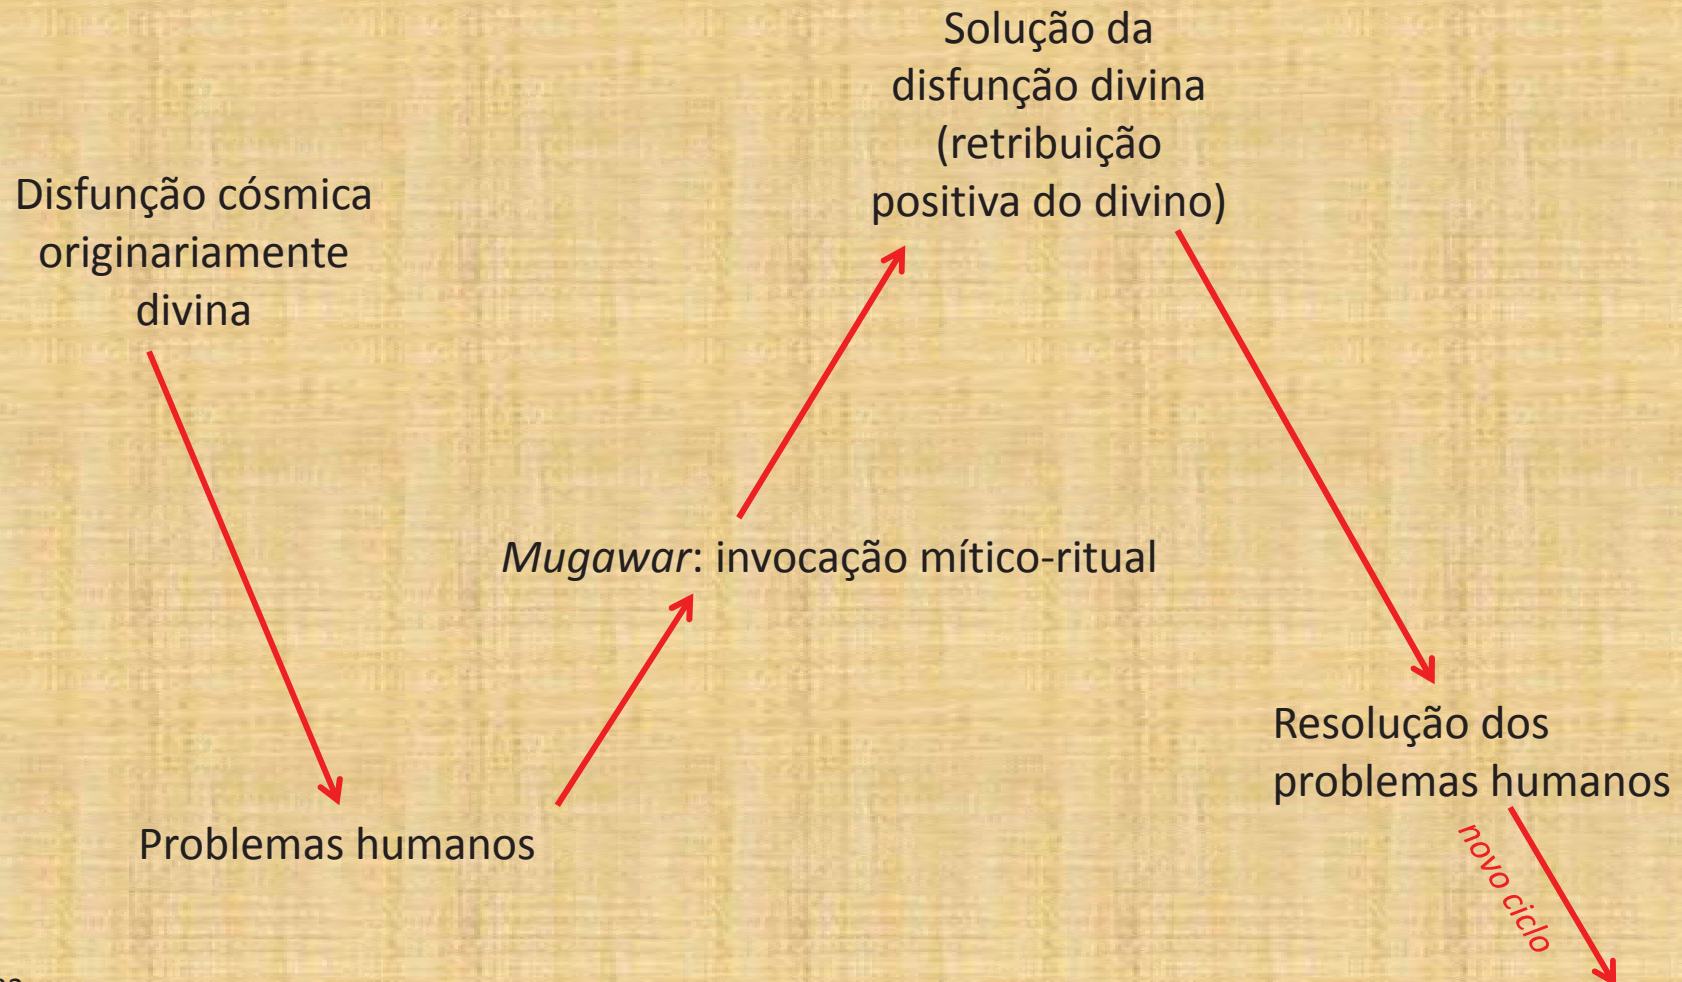 Disfunção cósmica
originariamente
divina
Problemas humanos
Mugawar: invocação mítico-ritual
Solução da
disfunção divina
(retribuição
positiva do divino)
Resolução dos
problemas humanos
novo ciclo